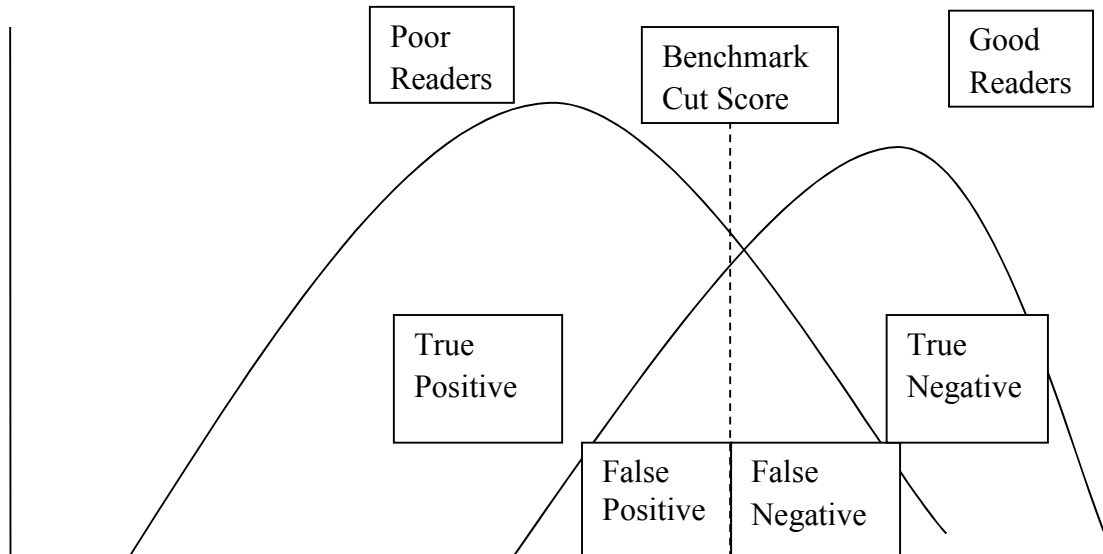 Poor
Readers
Benchmark
Cut Score
Good
Readers
True
Positive
True
Negative
False
Positive
False
Negative